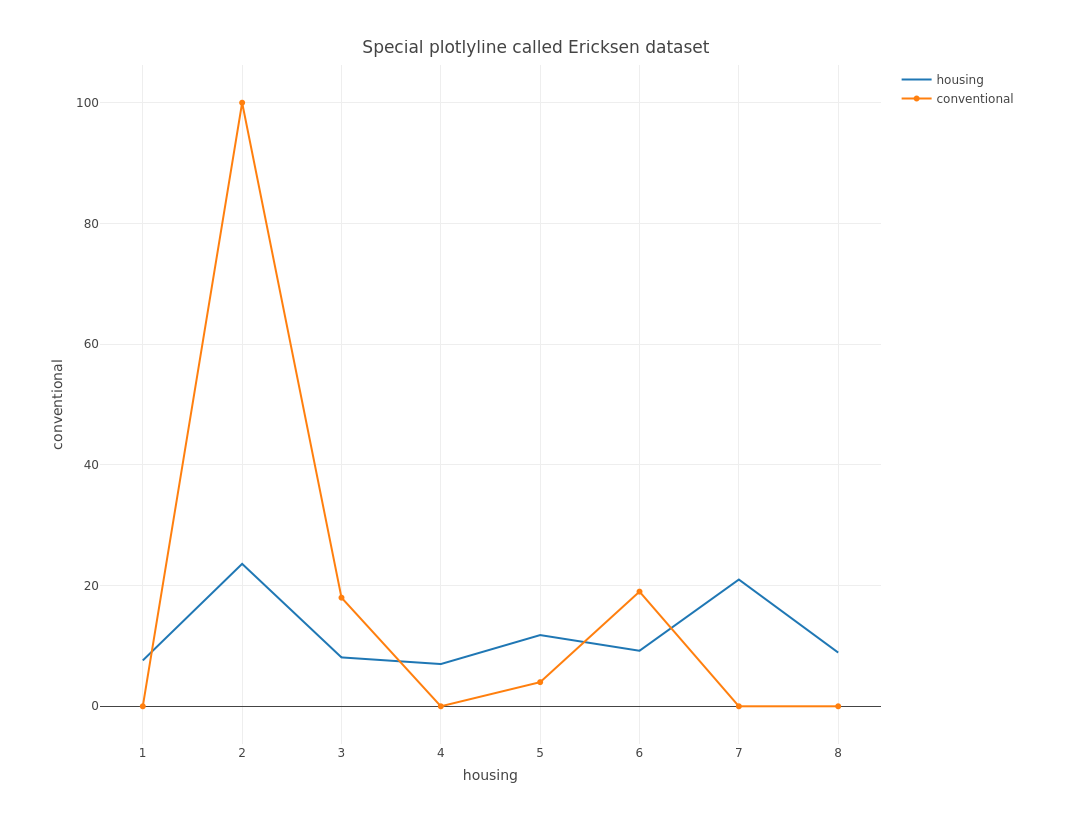 Special plotlyline called Ericksen dataset
housing
conventional
100
80
60
40
20
0
conventional
1 2 3 4 5 6 7 8
housing